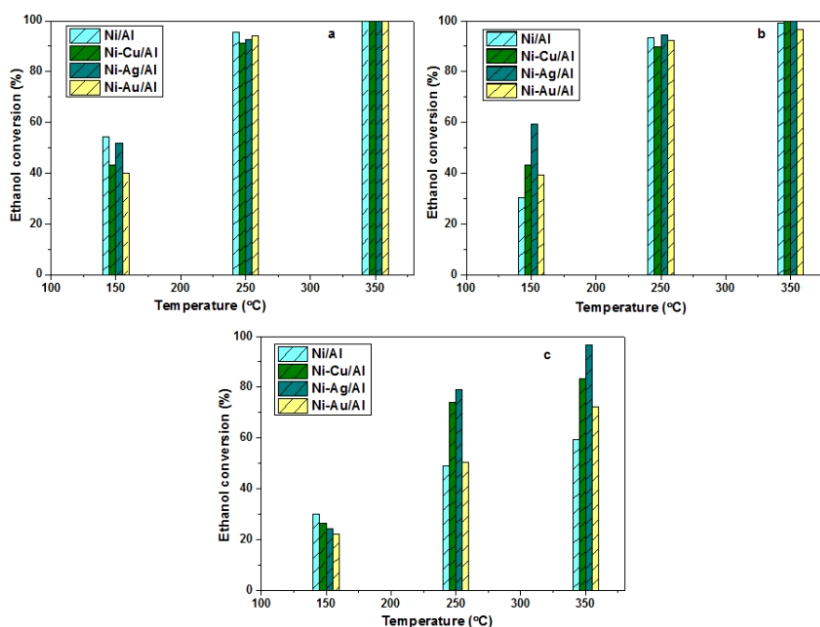 a
Ni/Al
Ni-Cu/Al
Ni-Ag/Al
Ni-Au/Al
Ethanol conversion (%)
100
80
60
40
20
0
100 150 200 250 300 350
Temperature (°C)
b
Ni/Al
Ni-Cu/Al
Ni-Ag/Al
Ni-Au/Al
Ethanol conversion (%)
100
80
60
40
20
0
100 150 200 250 300 350
Temperature (°C)
c
Ni/Al
Ni-Cu/Al
Ni-Ag/Al
Ni-Au/Al
Ethanol conversion (%)
100
80
60
40
20
0
100 150 200 250 300 350
Temperature (°C)